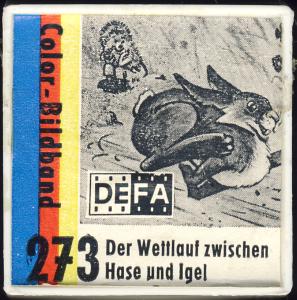 Color-Bildband
DEFA
273 Der Wettlauf zwischen
Hase und Igel